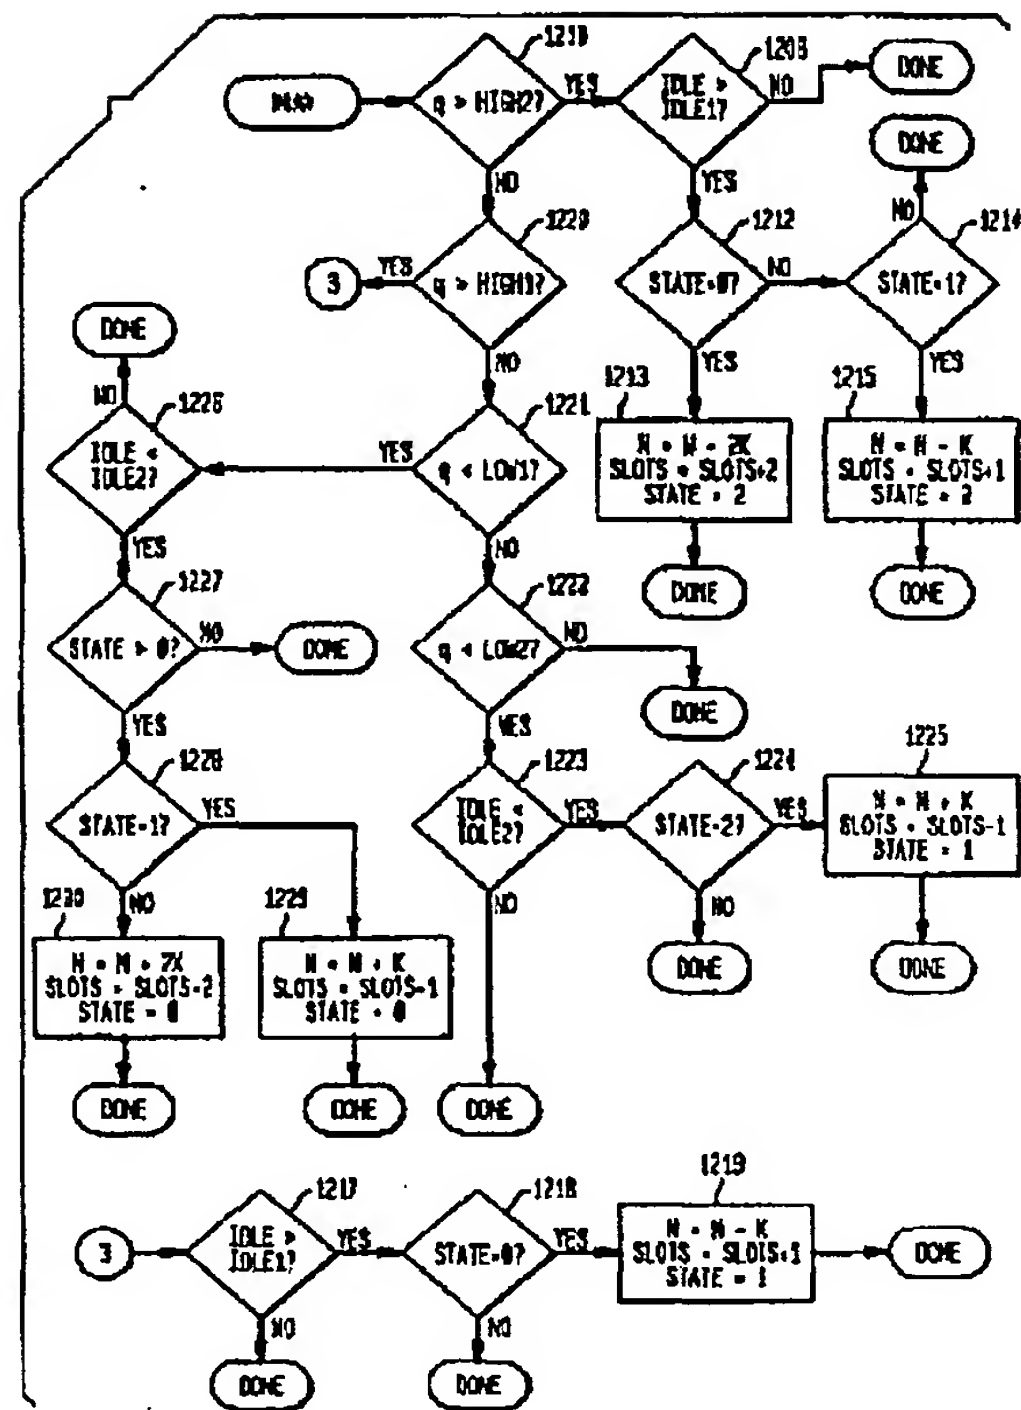 q > HIGH2?
YES
IDLE >
IDLE1?
NO
DONE
NO
YES
DONE
1220
q > HIGH1?
YES
3
1212
STATE=0?
NO
1214
STATE=1?
NO
NO
YES
YES
DONE
NO
1226
IDLE <
IDLE2?
1221
q < LOW1?
YES
1213
N = N - 2K
SLOTS = SLOTS+2
STATE = 2
1215
N = N - K
SLOTS = SLOTS+1
STATE = 2
YES
NO
DONE
DONE
1227
STATE > 0?
NO
DONE
1222
q < LOW2?
NO
DONE
YES
YES
1228
STATE=1?
YES
1223
IDLE <
IDLE2?
YES
1224
STATE=2?
YES
1225
N = N + K
SLOTS = SLOTS-1
STATE = 1
NO
NO
NO
1230
N = N + 2K
SLOTS = SLOTS-2
STATE = 0
1229
N = N + K
SLOTS = SLOTS-1
STATE = 0
DONE
DONE
DONE
DONE
DONE
3
1217
IDLE >
IDLE1?
YES
1218
STATE=0?
YES
1219
N = N - K
SLOTS = SLOTS+1
STATE = 1
DONE
NO
NO
DONE
DONE